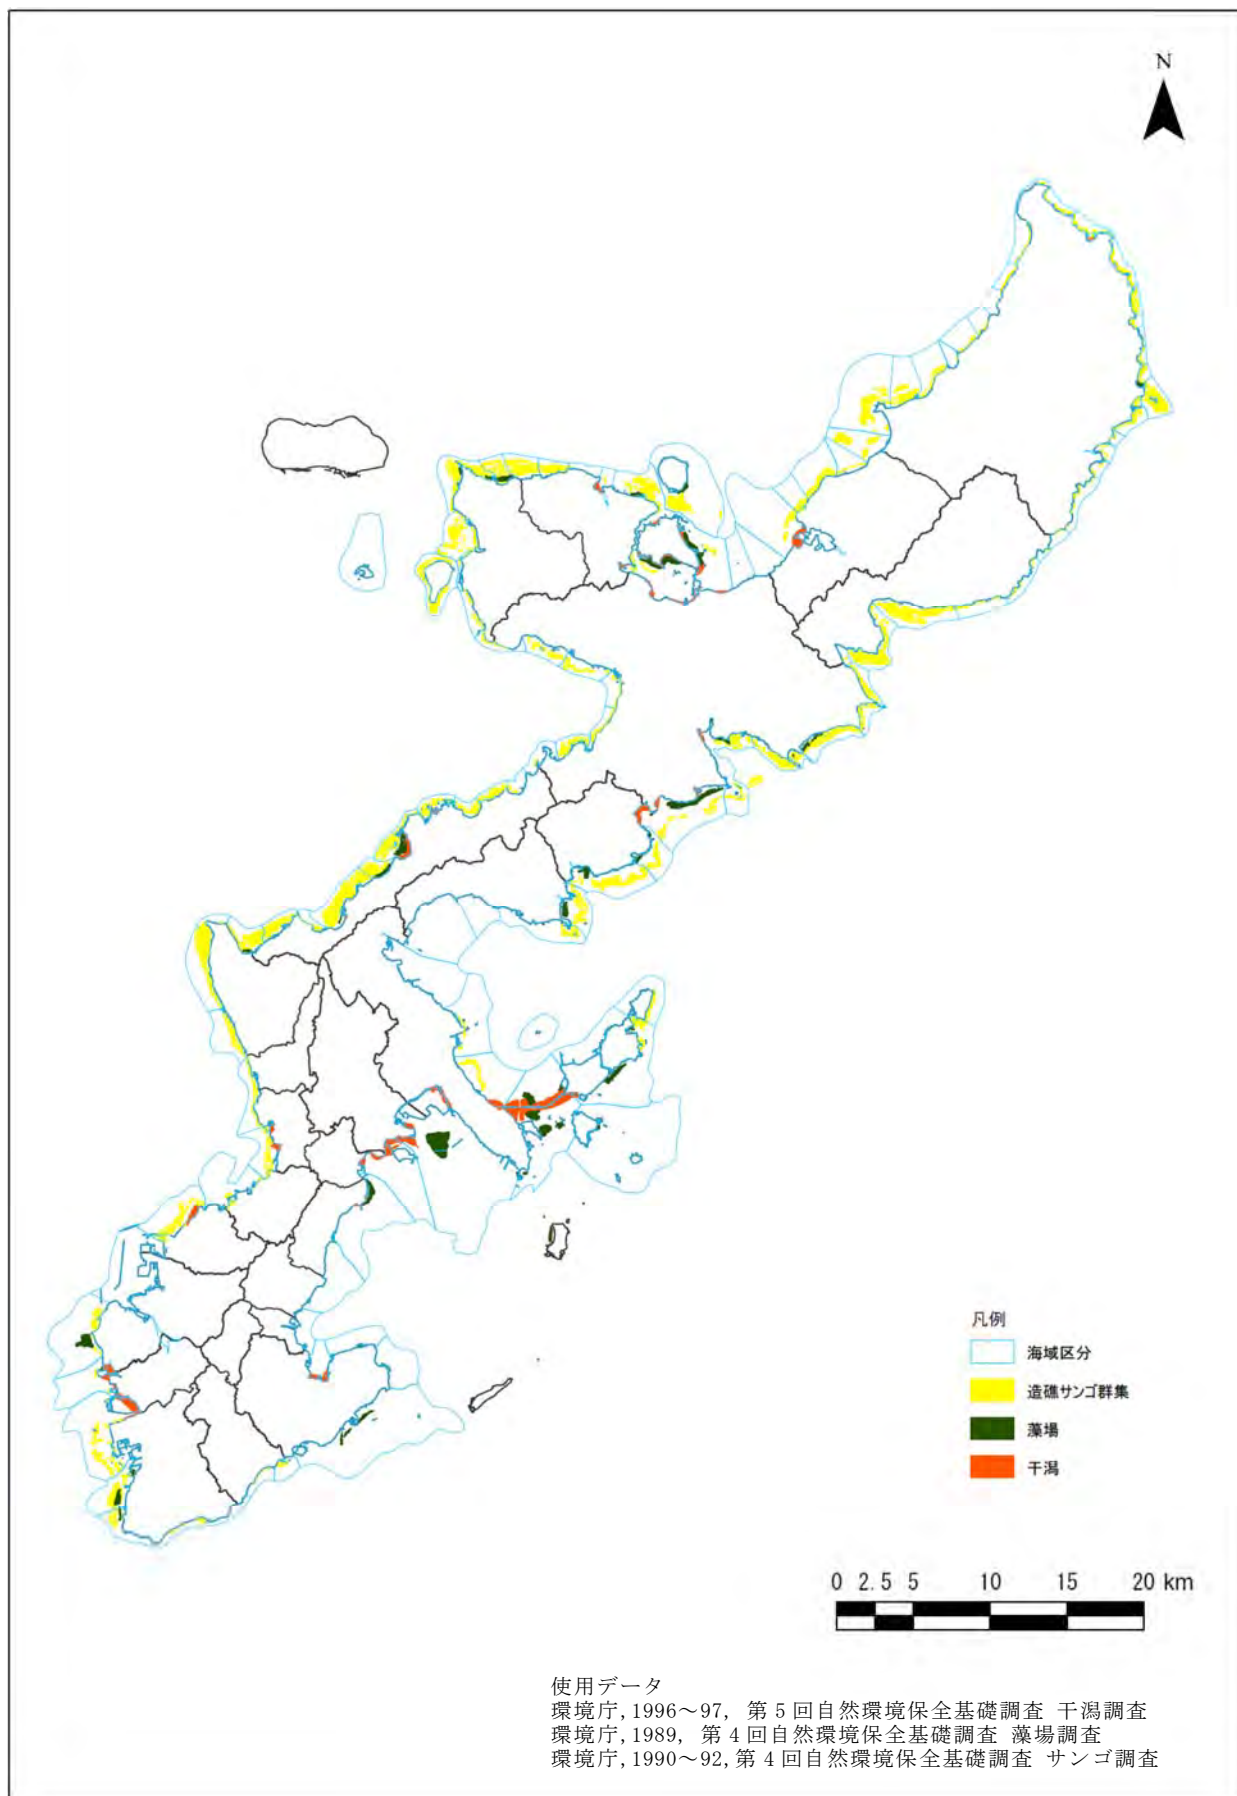 N
凡例
海域区分
造礁サンゴ群集
藻場
干潟
0 2.5 5 10 15 20 km
使用データ
環境庁,1996～97, 第5回自然環境保全基礎調査 干潟調査
環境庁,1989, 第4回自然環境保全基礎調査 藻場調査
環境庁,1990～92,第4回自然環境保全基礎調査 サンゴ調査